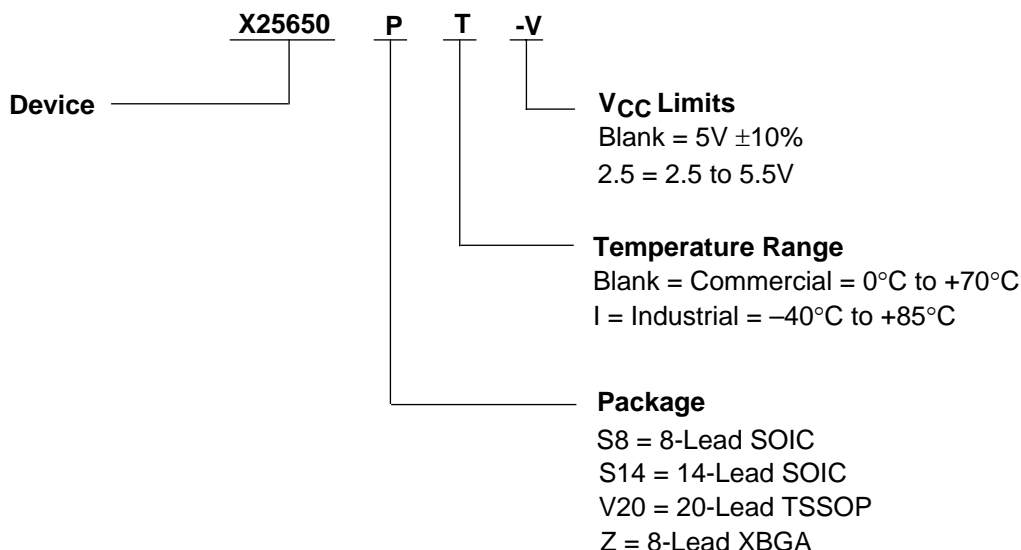 X25650 P T -V
Device
VCC Limits
Blank = 5V ±10%
2.5 = 2.5 to 5.5V
Temperature Range
Blank = Commercial = 0°C to +70°C
I = Industrial = –40°C to +85°C
Package
S8 = 8-Lead SOIC
S14 = 14-Lead SOIC
V20 = 20-Lead TSSOP
Z = 8-Lead XBGA